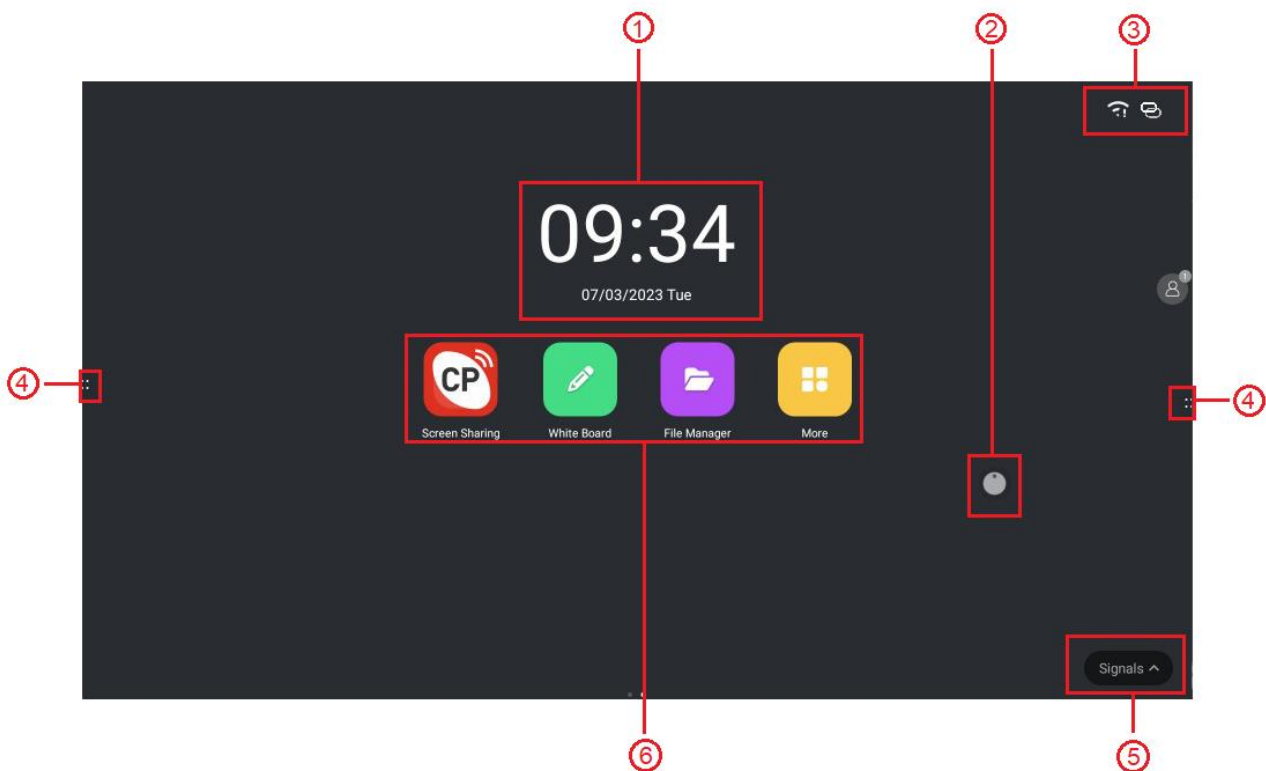 ① ② ③
09:34
07/03/2023 Tue
1
④ ④
CP
Screen Sharing White Board File Manager More
Signals
⑥ ⑤